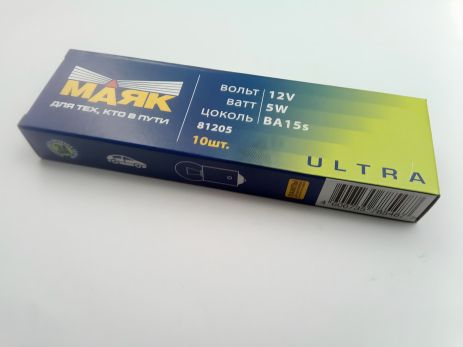 МАЯК
ДЛЯ ТЕХ, КТО В ПУТИ
ВОЛЬТ 12V
ВАТТ 5W
ЦОКОЛЬ BA15s
81205
10шт.
ULTRA